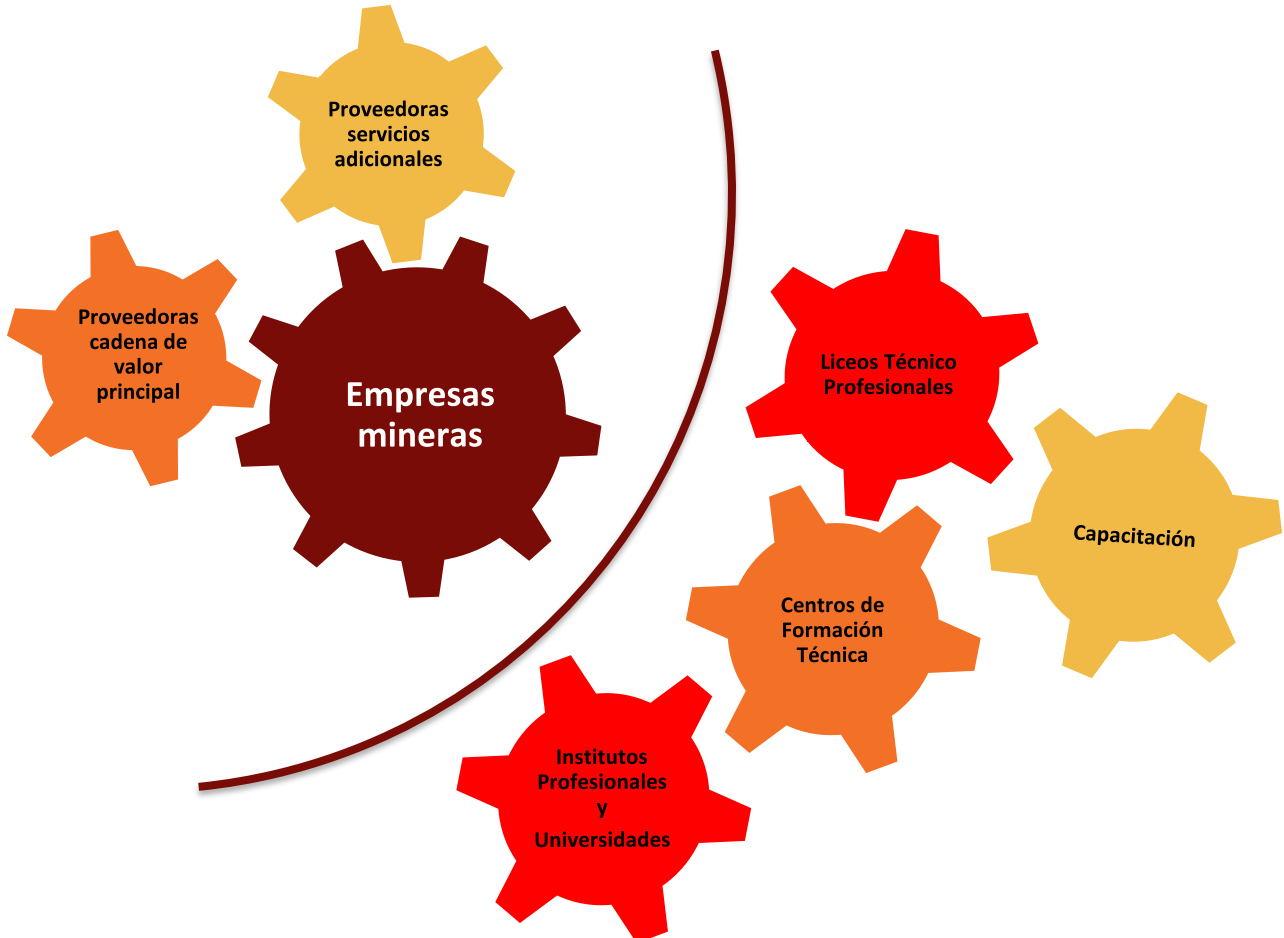 Proveedoras
servicios
adicionales
Proveedoras
cadena de
valor
principal
Empresas
mineras
Liceos Técnico
Profesionales
Capacitación
Centros de
Formación
Técnica
Institutos
Profesionales
y
Universidades